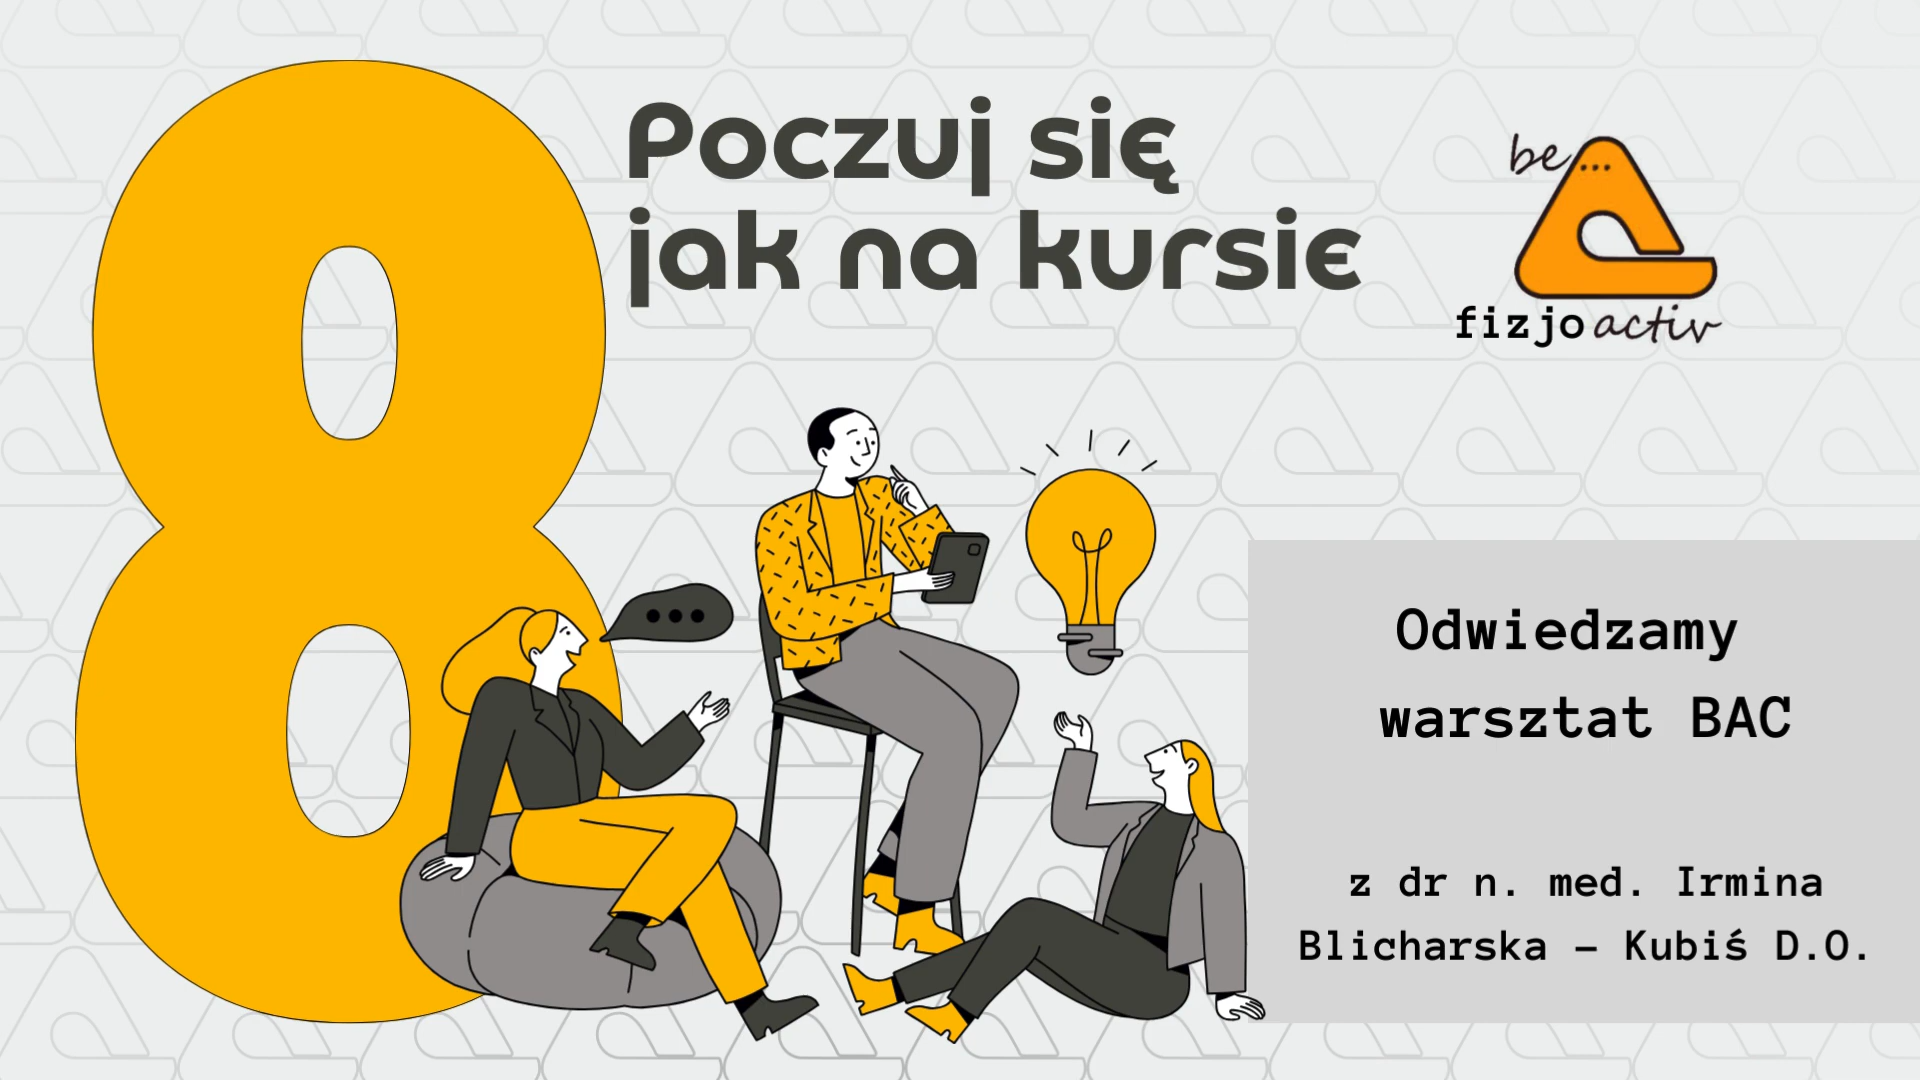 8
Poczuj się
jak na kursie
be...
fizjo activ
Odwiedzamy
warsztat BAC
z dr n. med. Irmina
Blicharska – Kubiś D.O.